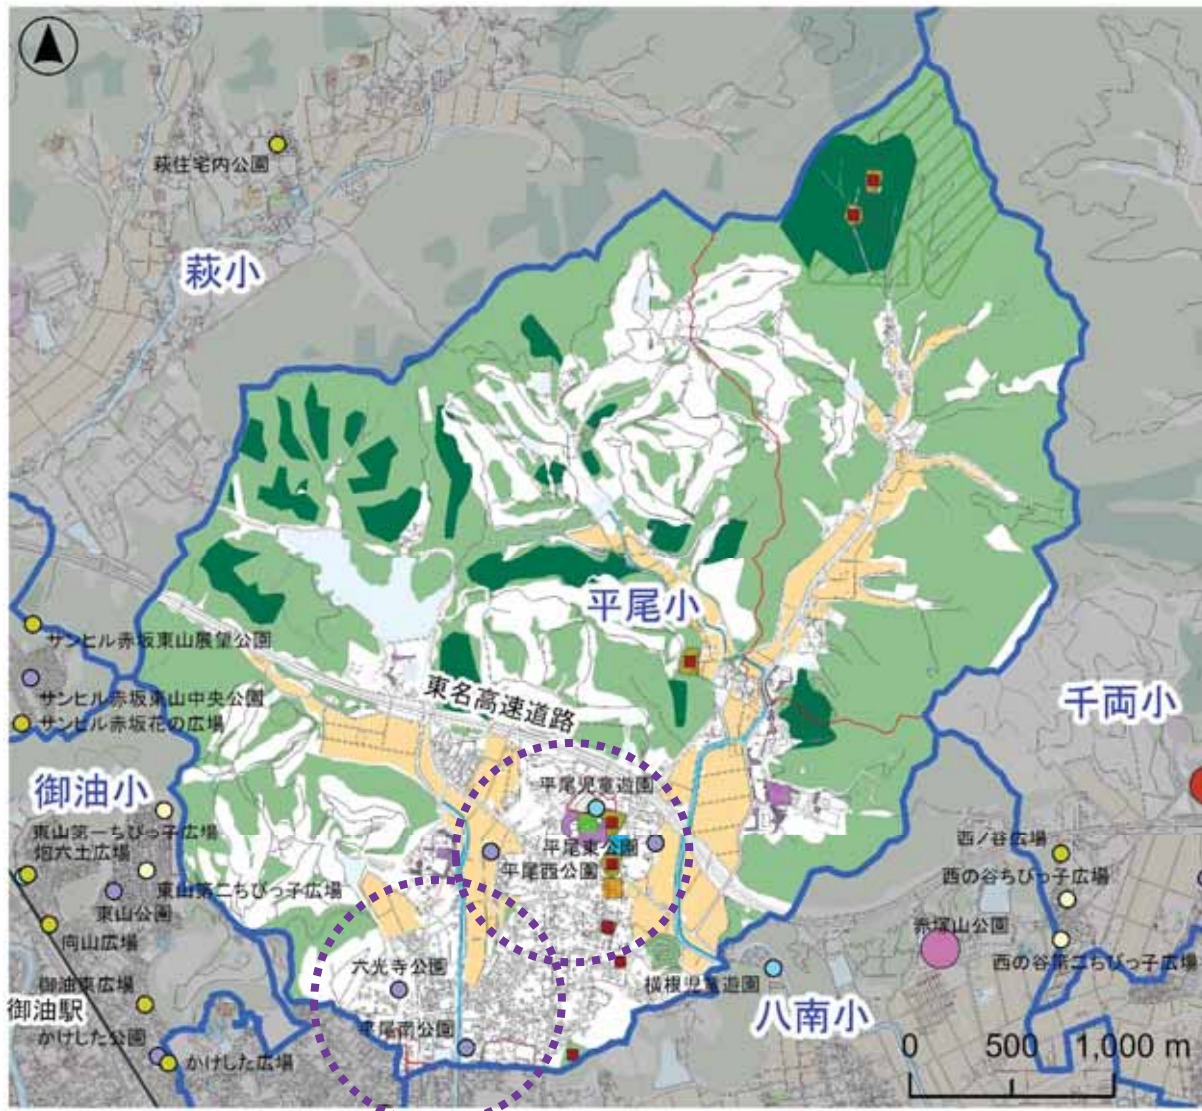 萩住宅内公園
萩小
平尾小
サンヒル赤坂東山展望公園
サンヒル赤坂東山中央公園
サンヒル赤坂花の広場
東名高速道路
千両小
御油小
平尾児童遊園
東山第一ちびっ子広場
炮六土広場
平尾東公園
平尾西公園
西ノ谷広場
西の谷ちびっ子広場
東山第二ちびっ子広場
東山公園
赤塚山公園
向山広場
西の谷第二ちびっ子広場
六光寺公園
横根児童遊園
御油東広場
御油駅
八南小
平尾南公園
かけした公園
かけした広場
0 500 1,000 m